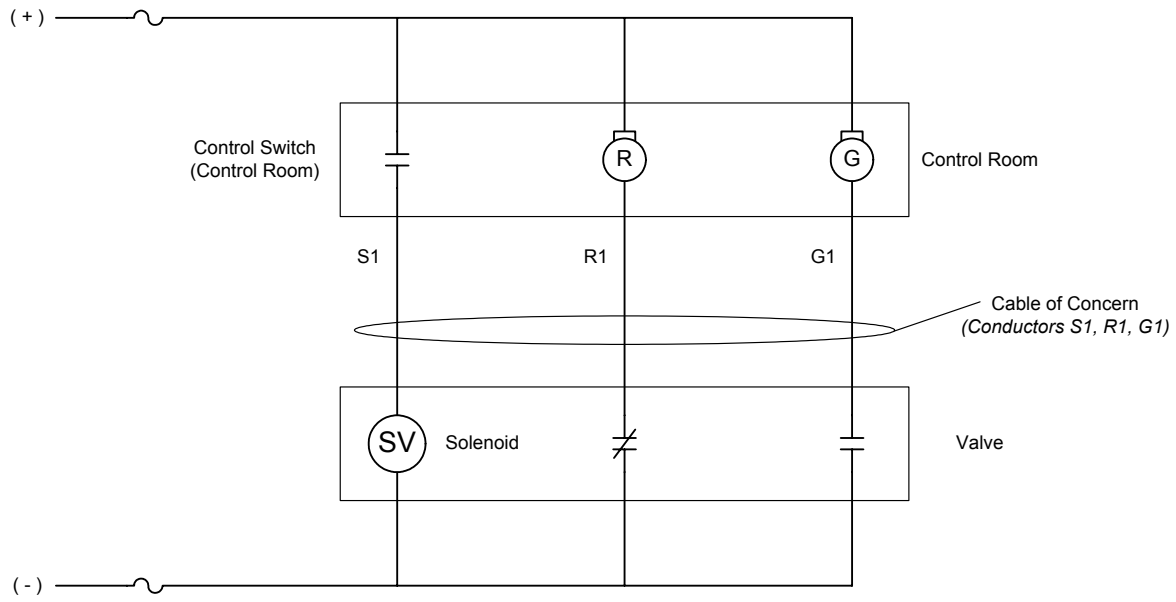 ( + )
Control Switch
(Control Room)
R
G
Control Room
S1
R1
G1
Cable of Concern
(Conductors S1, R1, G1)
SV
Solenoid
Valve
( - )